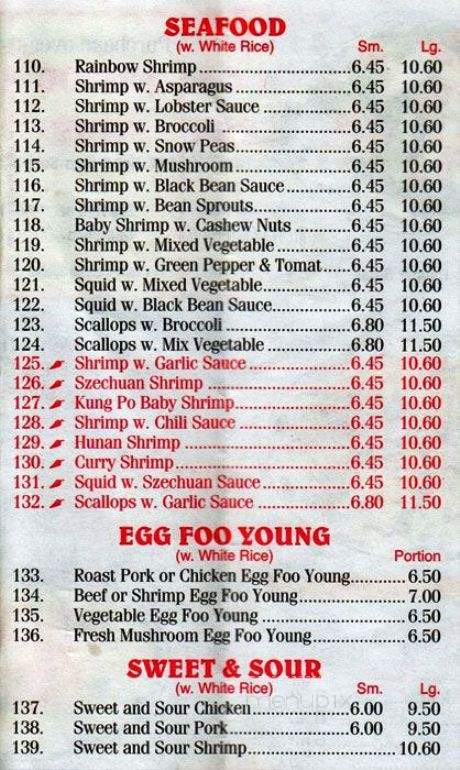 SEAFOOD
(w. White Rice) Sm. Lg.
110. Rainbow Shrimp 6.45 10.60
111. Shrimp w. Asparagus 6.45 10.60
112. Shrimp w. Lobster Sauce 6.45 10.60
113. Shrimp w. Broccoli 6.45 10.60
114. Shrimp w. Snow Peas 6.45 10.60
115. Shrimp w. Mushroom 6.45 10.60
116. Shrimp w. Black Bean Sauce 6.45 10.60
117. Shrimp w. Bean Sprouts 6.45 10.60
118. Baby Shrimp w. Cashew Nuts 6.45 10.60
119. Shrimp w. Mixed Vegetable 6.45 10.60
120. Shrimp w. Green Pepper & Tomat 6.45 10.60
121. Squid w. Mixed Vegetable 6.45 10.60
122. Squid w. Black Bean Sauce 6.45 10.60
123. Scallops w. Broccoli 6.80 11.50
124. Scallops w. Mix Vegetable 6.80 11.50
125. Shrimp w. Garlic Sauce 6.45 10.60
126. Szechuan Shrimp 6.45 10.60
127. Kung Po Baby Shrimp 6.45 10.60
128. Shrimp w. Chili Sauce 6.45 10.60
129. Hunan Shrimp 6.45 10.60
130. Curry Shrimp 6.45 10.60
131. Squid w. Szechuan Sauce 6.45 10.60
132. Scallops w. Garlic Sauce 6.80 11.50
EGG FOO YOUNG
(w. White Rice) Portion
133. Roast Pork or Chicken Egg Foo Young 6.50
134. Beef or Shrimp Egg Foo Young 7.00
135. Vegetable Egg Foo Young 6.50
136. Fresh Mushroom Egg Foo Young 6.50
SWEET & SOUR
(w. White Rice) Sm. Lg.
137. Sweet and Sour Chicken 6.00 9.50
138. Sweet and Sour Pork 6.00 9.50
139. Sweet and Sour Shrimp 10.60